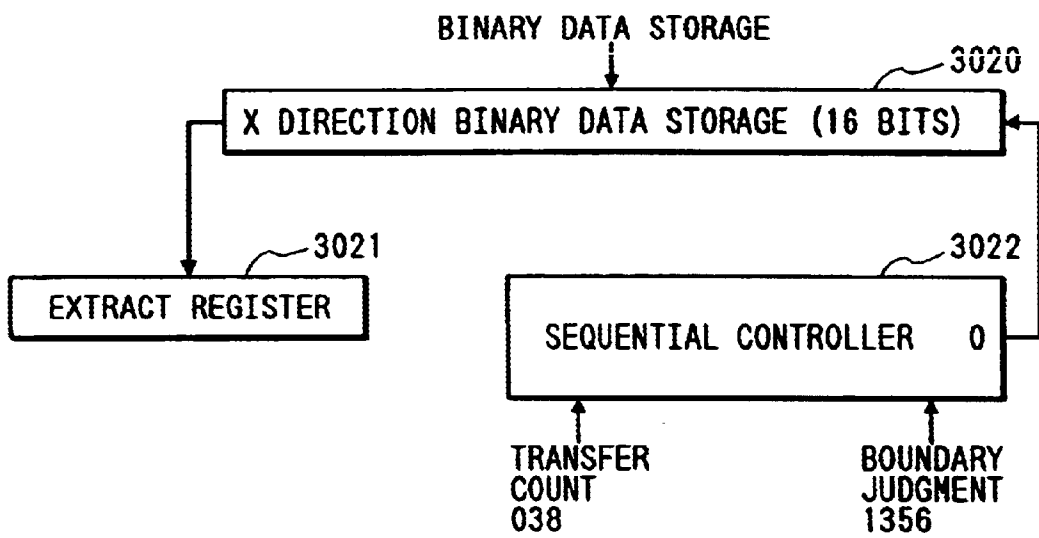 BINARY DATA STORAGE
3020
X DIRECTION BINARY DATA STORAGE (16 BITS)
3021
EXTRACT REGISTER
3022
SEQUENTIAL CONTROLLER 0
TRANSFER
COUNT
038
BOUNDARY
JUDGMENT
1356